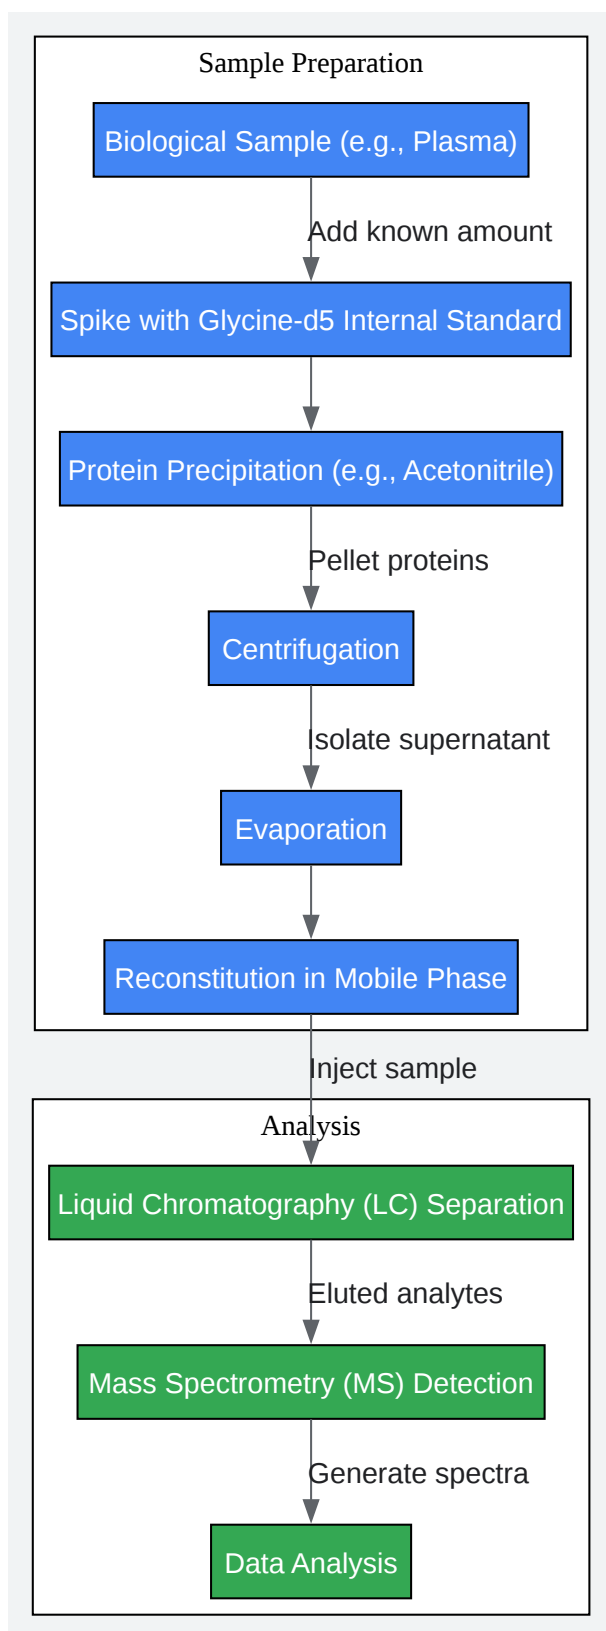 Sample Preparation
Biological Sample (e.g., Plasma)
Add known amount
Spike with Glycine-d5 Internal Standard
Protein Precipitation (e.g., Acetonitrile)
Pellet proteins
Centrifugation
Isolate supernatant
Evaporation
Reconstitution in Mobile Phase
Inject sample
Analysis
Liquid Chromatography (LC) Separation
Eluted analytes
Mass Spectrometry (MS) Detection
Generate spectra
Data Analysis